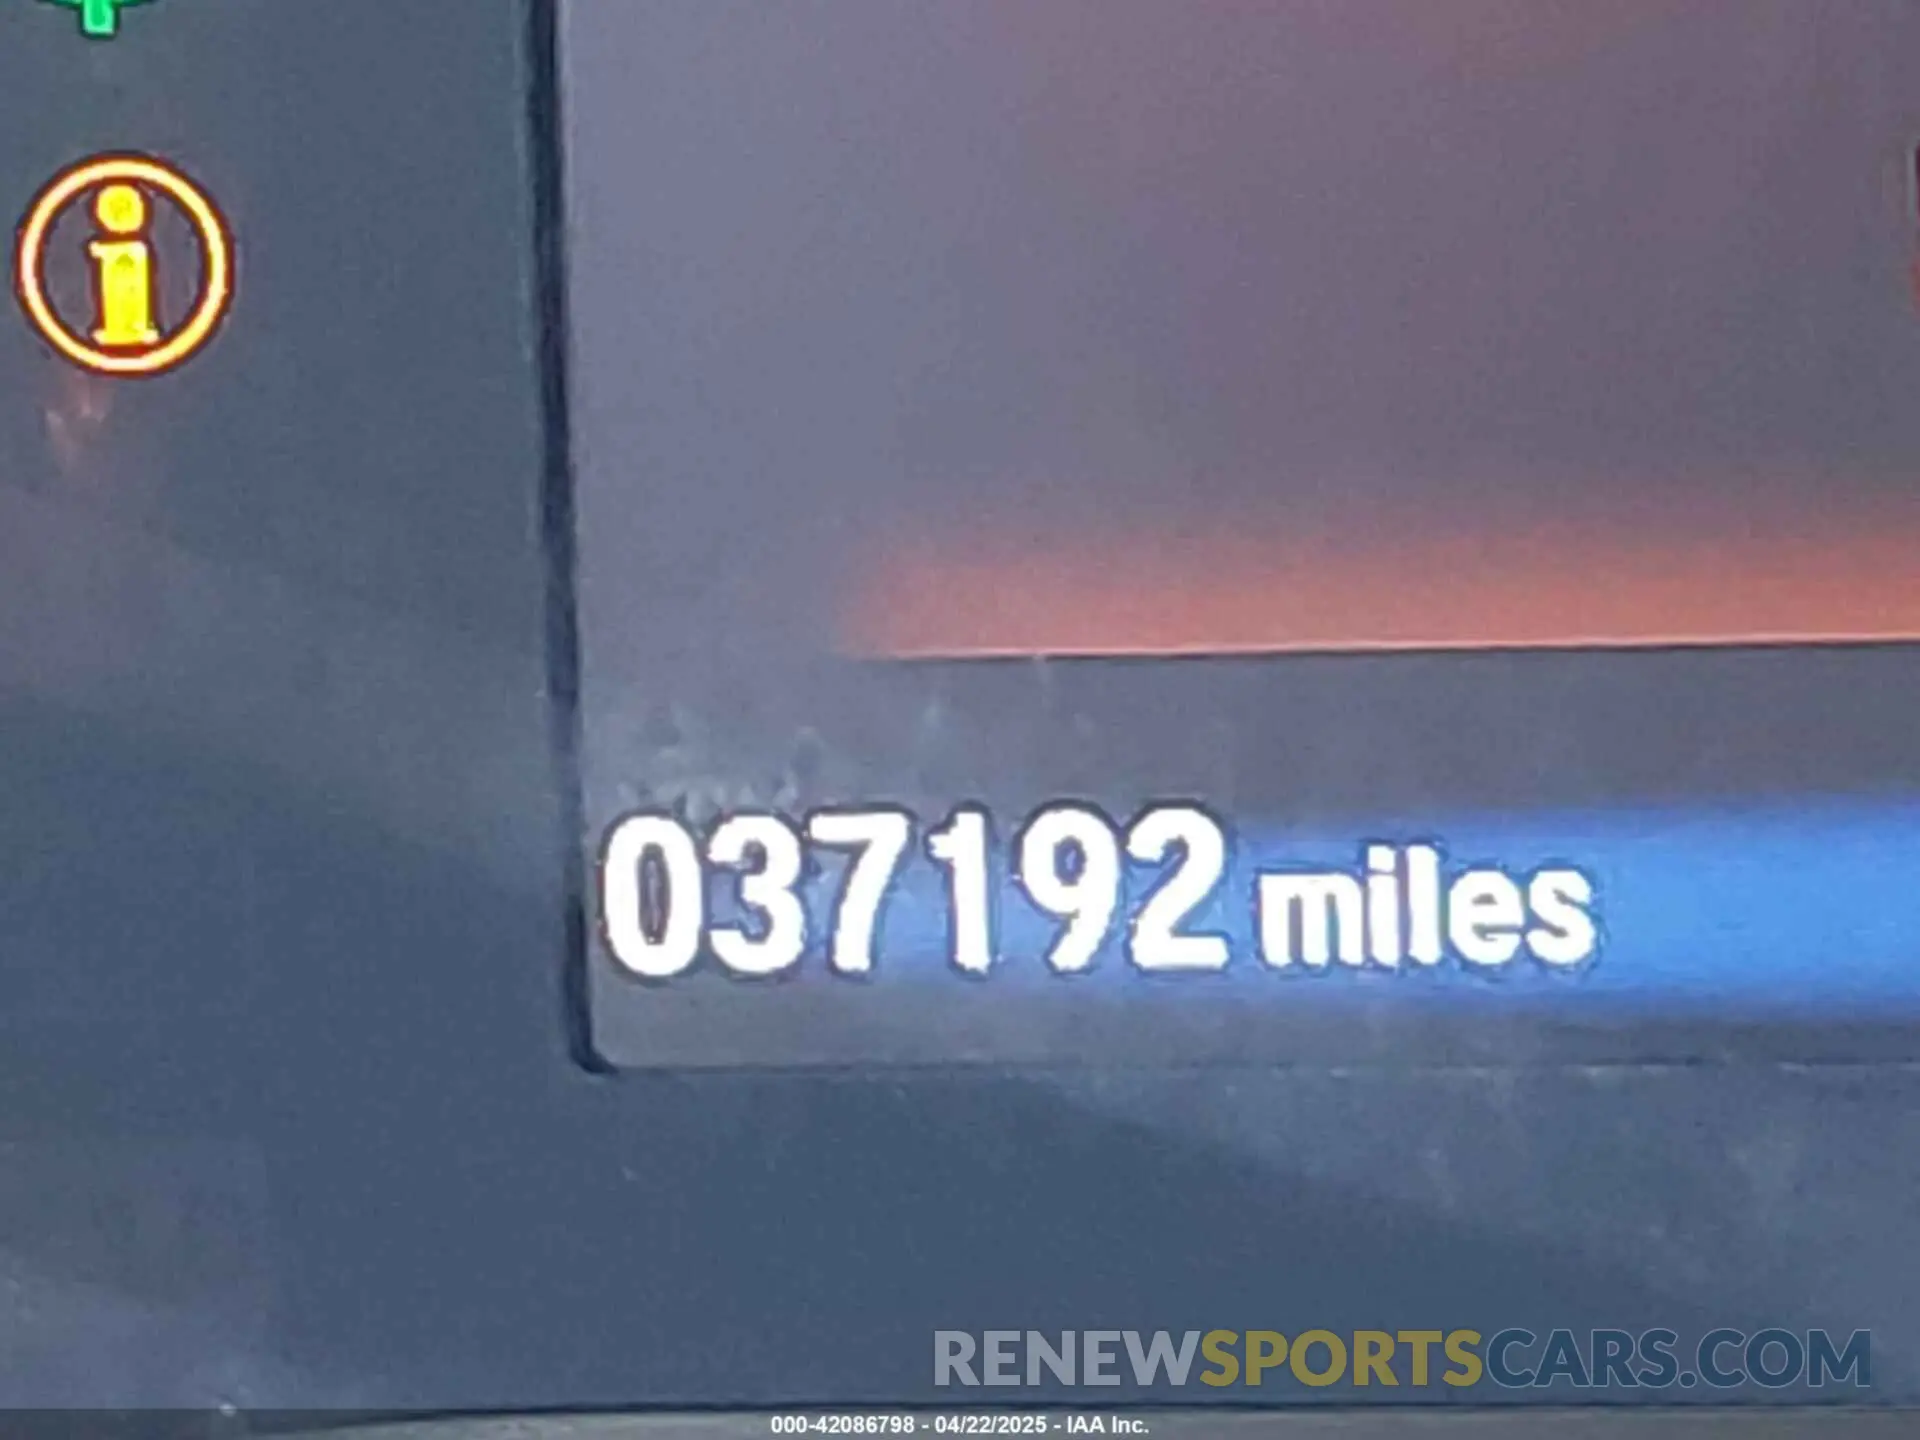 i
037192 miles
RENEWSPORTSCARS.COM
000-42086798 - 04/22/2025 - IAA Inc.